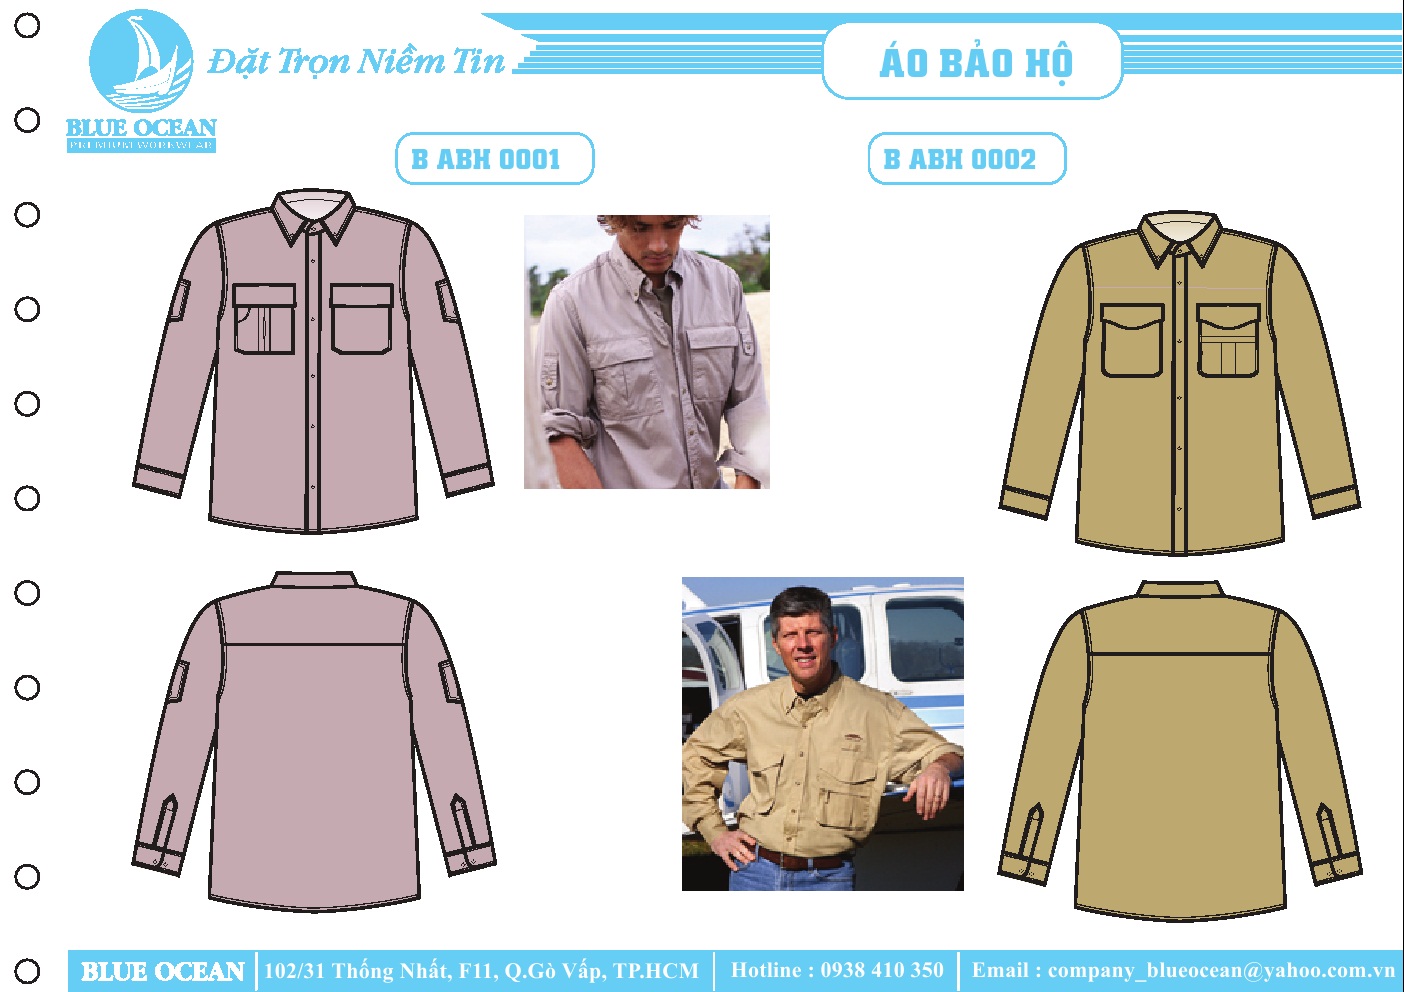 Đặt Trọn Niềm Tin
ÁO BẢO HỘ
BLUE OCEAN
PREMIUM WORKWEAR
B ABH 0001
B ABH 0002
BLUE OCEAN
102/31 Thống Nhất, F11, Q.Gò Vấp, TP.HCM
Hotline : 0938 410 350
Email : company_blueocean@yahoo.com.vn